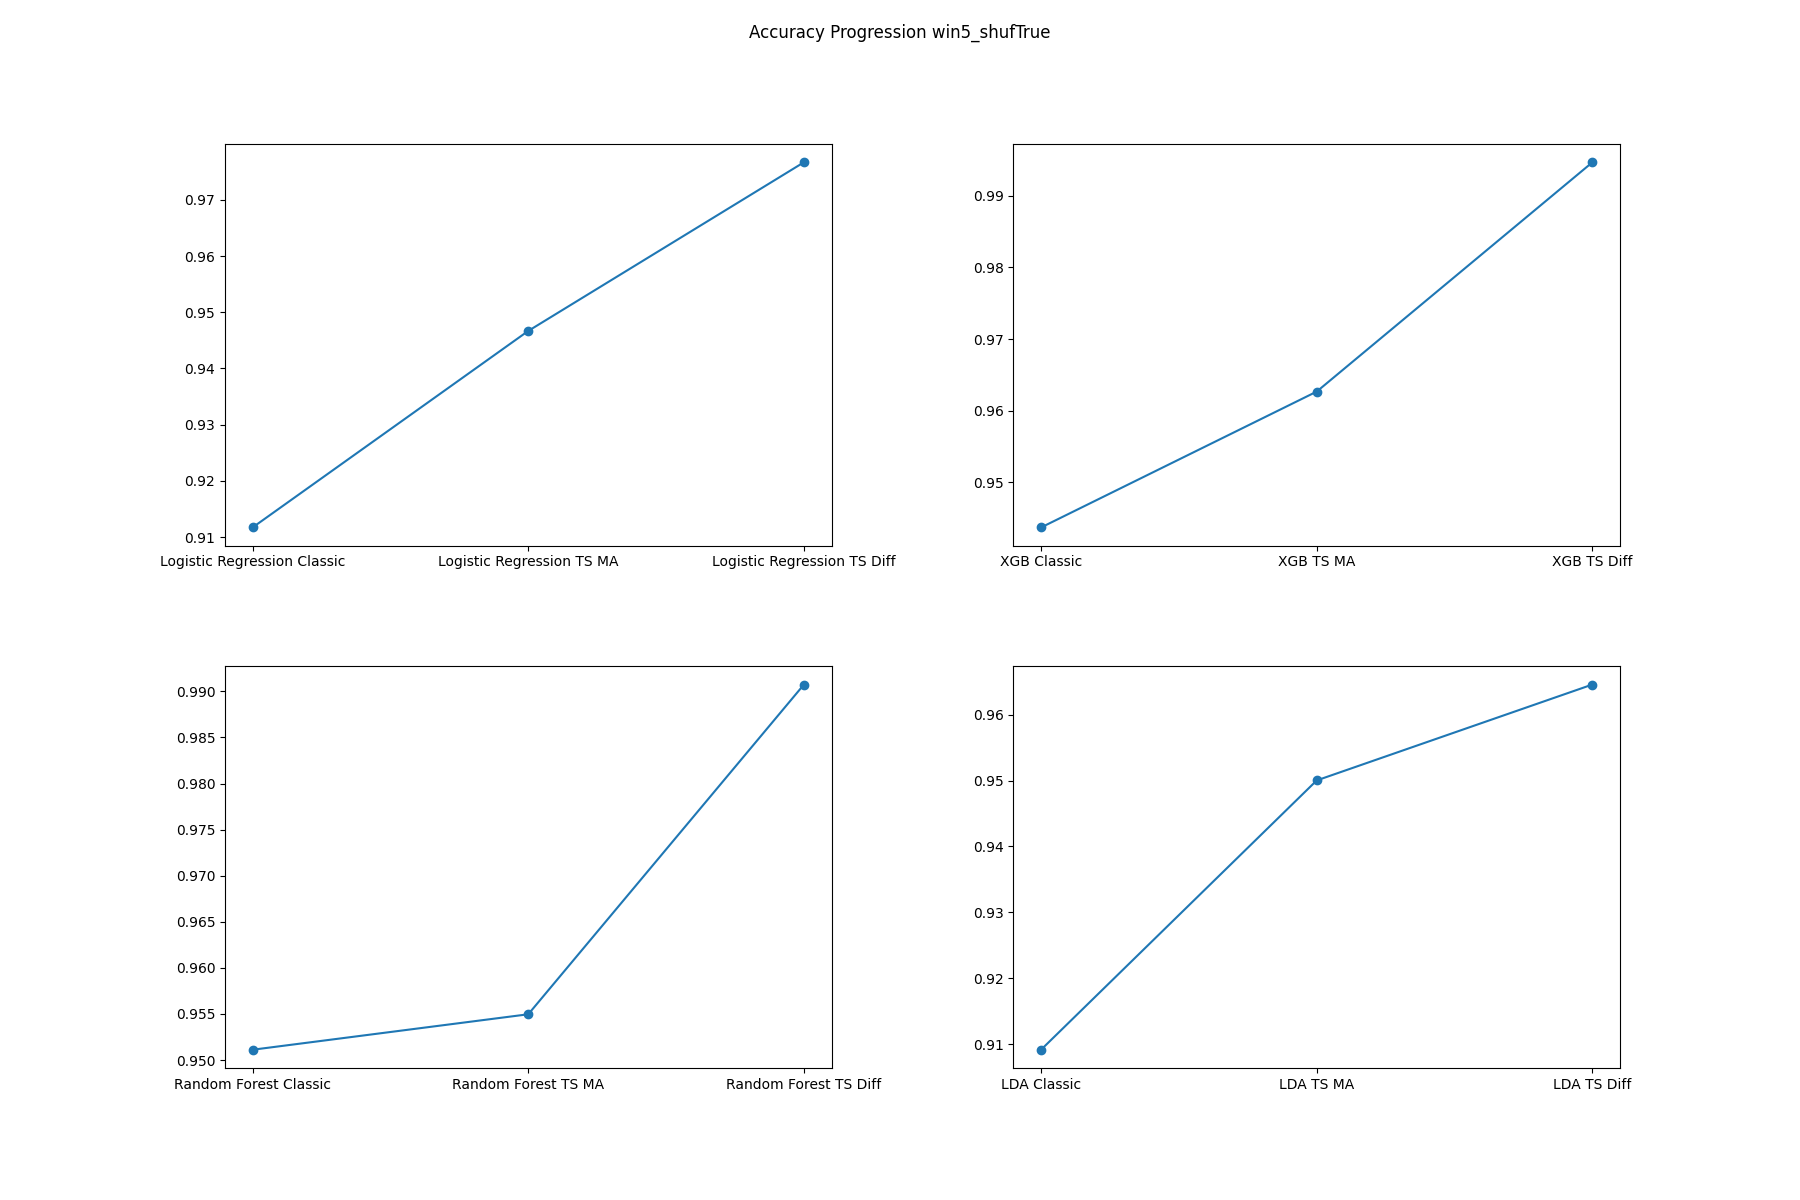 Accuracy Progression win5_shufTrue
0.97
0.96
0.95
0.94
0.93
0.92
0.91
Logistic Regression Classic
Logistic Regression TS MA
Logistic Regression TS Diff
0.99
0.98
0.97
0.96
0.95
XGB Classic
XGB TS MA
XGB TS Diff
0.990
0.985
0.980
0.975
0.970
0.965
0.960
0.955
0.950
Random Forest Classic
Random Forest TS MA
Random Forest TS Diff
0.96
0.95
0.94
0.93
0.92
0.91
LDA Classic
LDA TS MA
LDA TS Diff